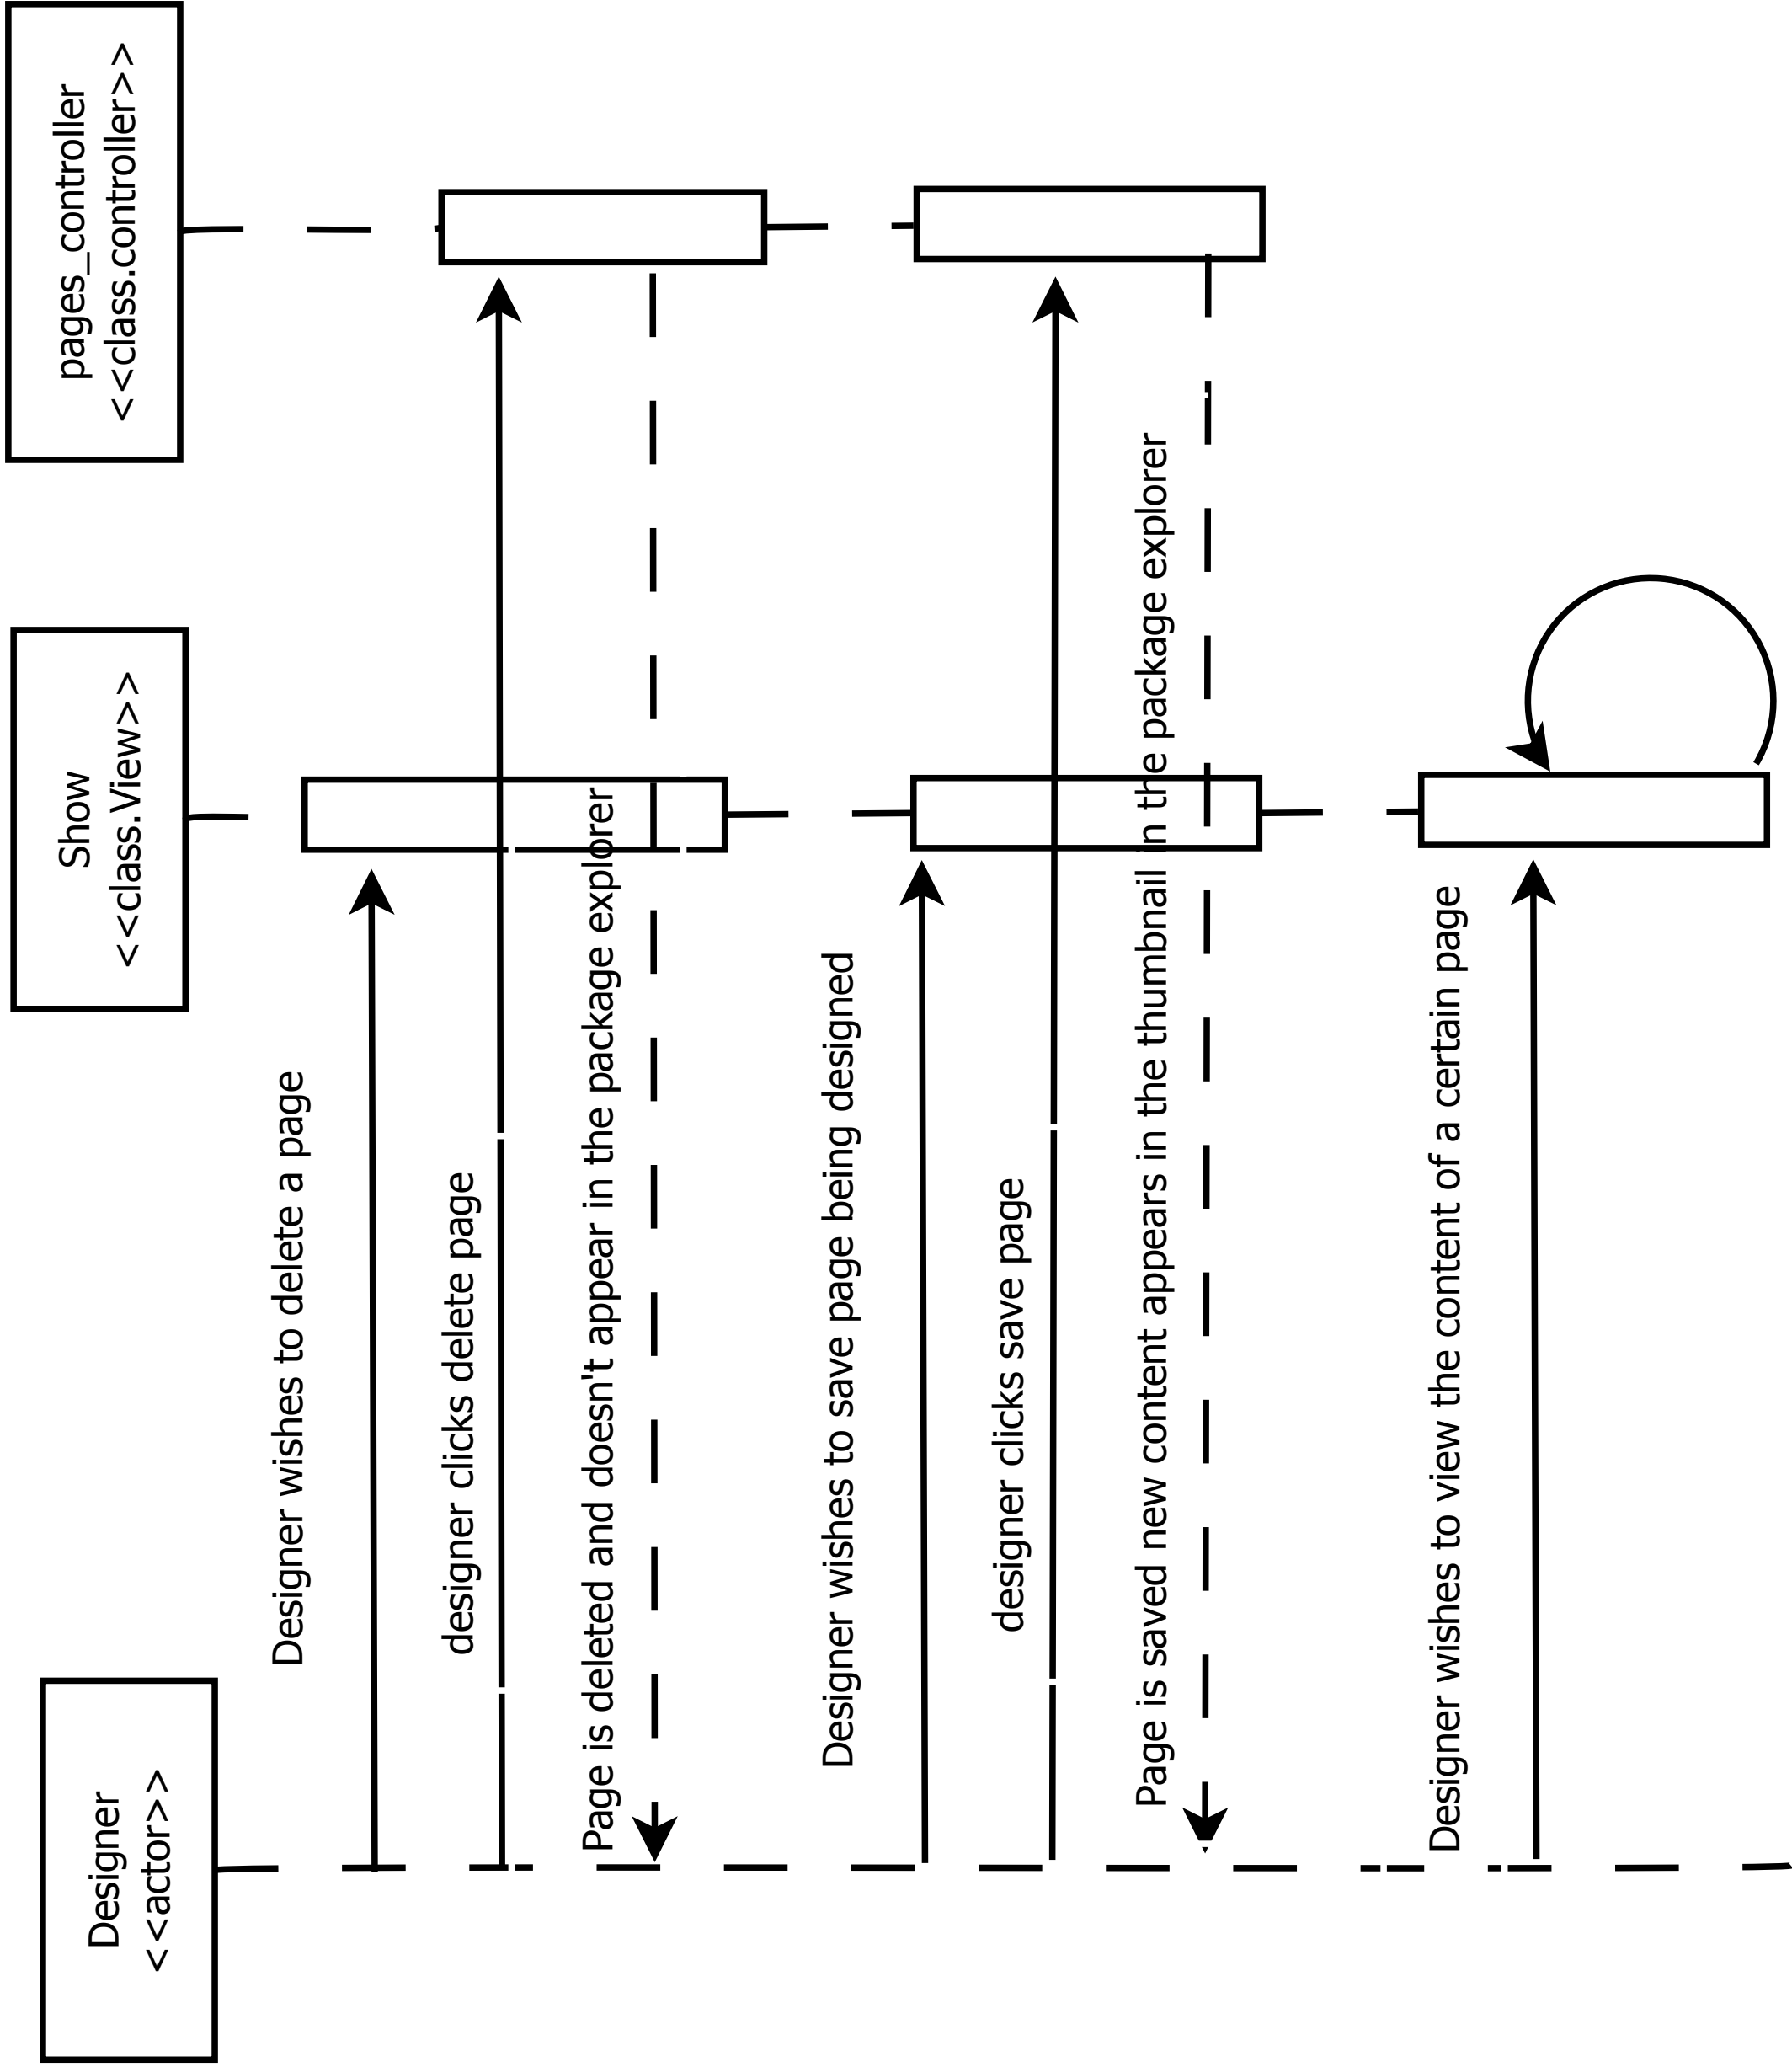 Designer
<<actor>>
Show
<<class.View>>
pages_controller
<<class.controller>>
Designer wishes to delete a page
designer clicks delete page
Page is deleted and doesn't appear in the package explorer
Designer wishes to save page being designed
designer clicks save page
Page is saved new content appears in the thumbnail in the package explorer
Designer wishes to view the content of a certain page